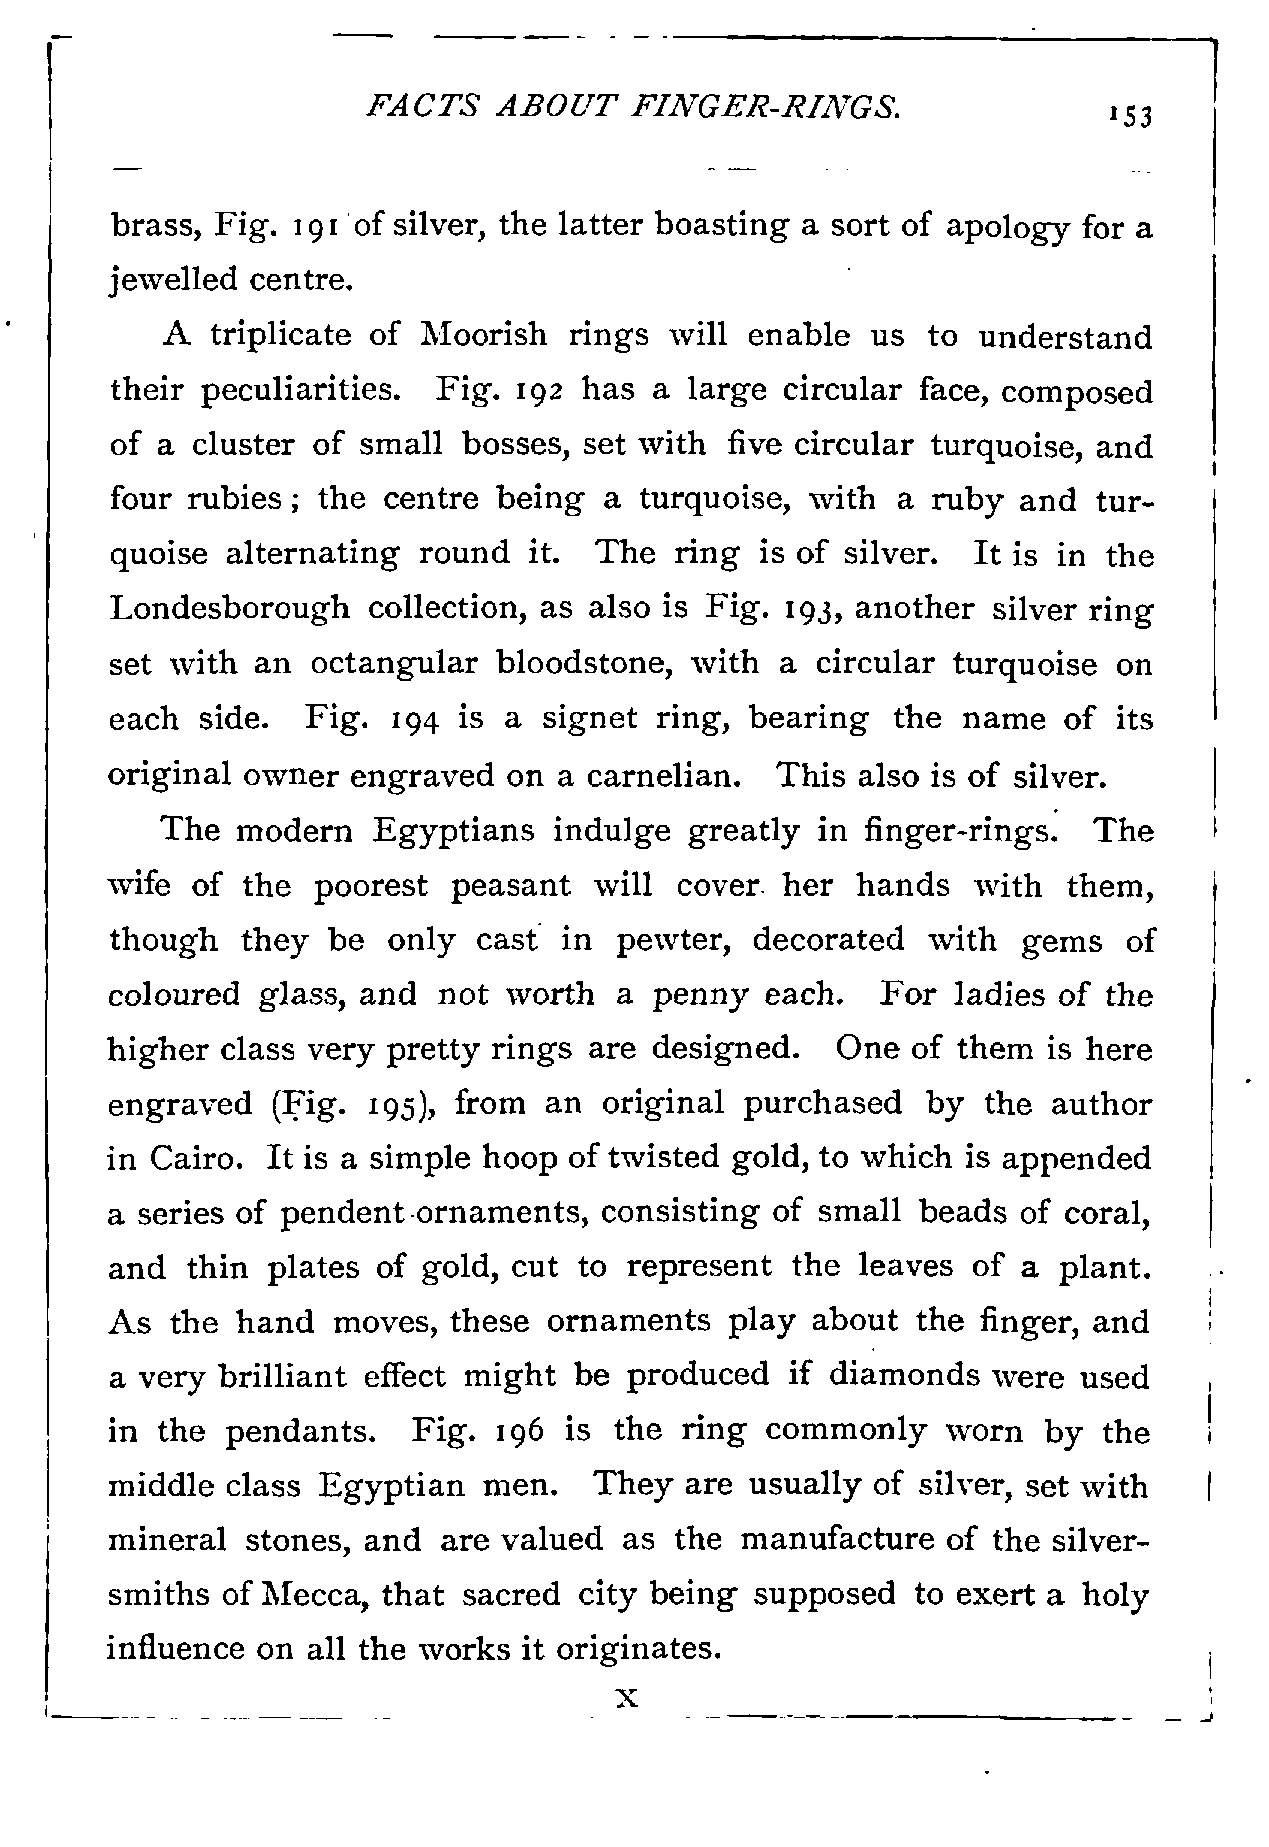 FACTS ABOUT FINGER-RINGS. 153
brass, Fig. 191 of silver, the latter boasting a sort of apology for a
jewelled centre.
A triplicate of Moorish rings will enable us to understand
their peculiarities. Fig. 192 has a large circular face, composed
of a cluster of small bosses, set with five circular turquoise, and
four rubies; the centre being a turquoise, with a ruby and tur-
quoise alternating round it. The ring is of silver. It is in the
Londesborough collection, as also is Fig. 193, another silver ring
set with an octangular bloodstone, with a circular turquoise on
each side. Fig. 194 is a signet ring, bearing the name of its
original owner engraved on a carnelian. This also is of silver.
The modern Egyptians indulge greatly in finger-rings. The
wife of the poorest peasant will cover her hands with them,
though they be only cast in pewter, decorated with gems of
coloured glass, and not worth a penny each. For ladies of the
higher class very pretty rings are designed. One of them is here
engraved (Fig. 195), from an original purchased by the author
in Cairo. It is a simple hoop of twisted gold, to which is appended
a series of pendent ornaments, consisting of small beads of coral,
and thin plates of gold, cut to represent the leaves of a plant.
As the hand moves, these ornaments play about the finger, and
a very brilliant effect might be produced if diamonds were used
in the pendants. Fig. 196 is the ring commonly worn by the
middle class Egyptian men. They are usually of silver, set with
mineral stones, and are valued as the manufacture of the silver-
smiths of Mecca, that sacred city being supposed to exert a holy
influence on all the works it originates.
X